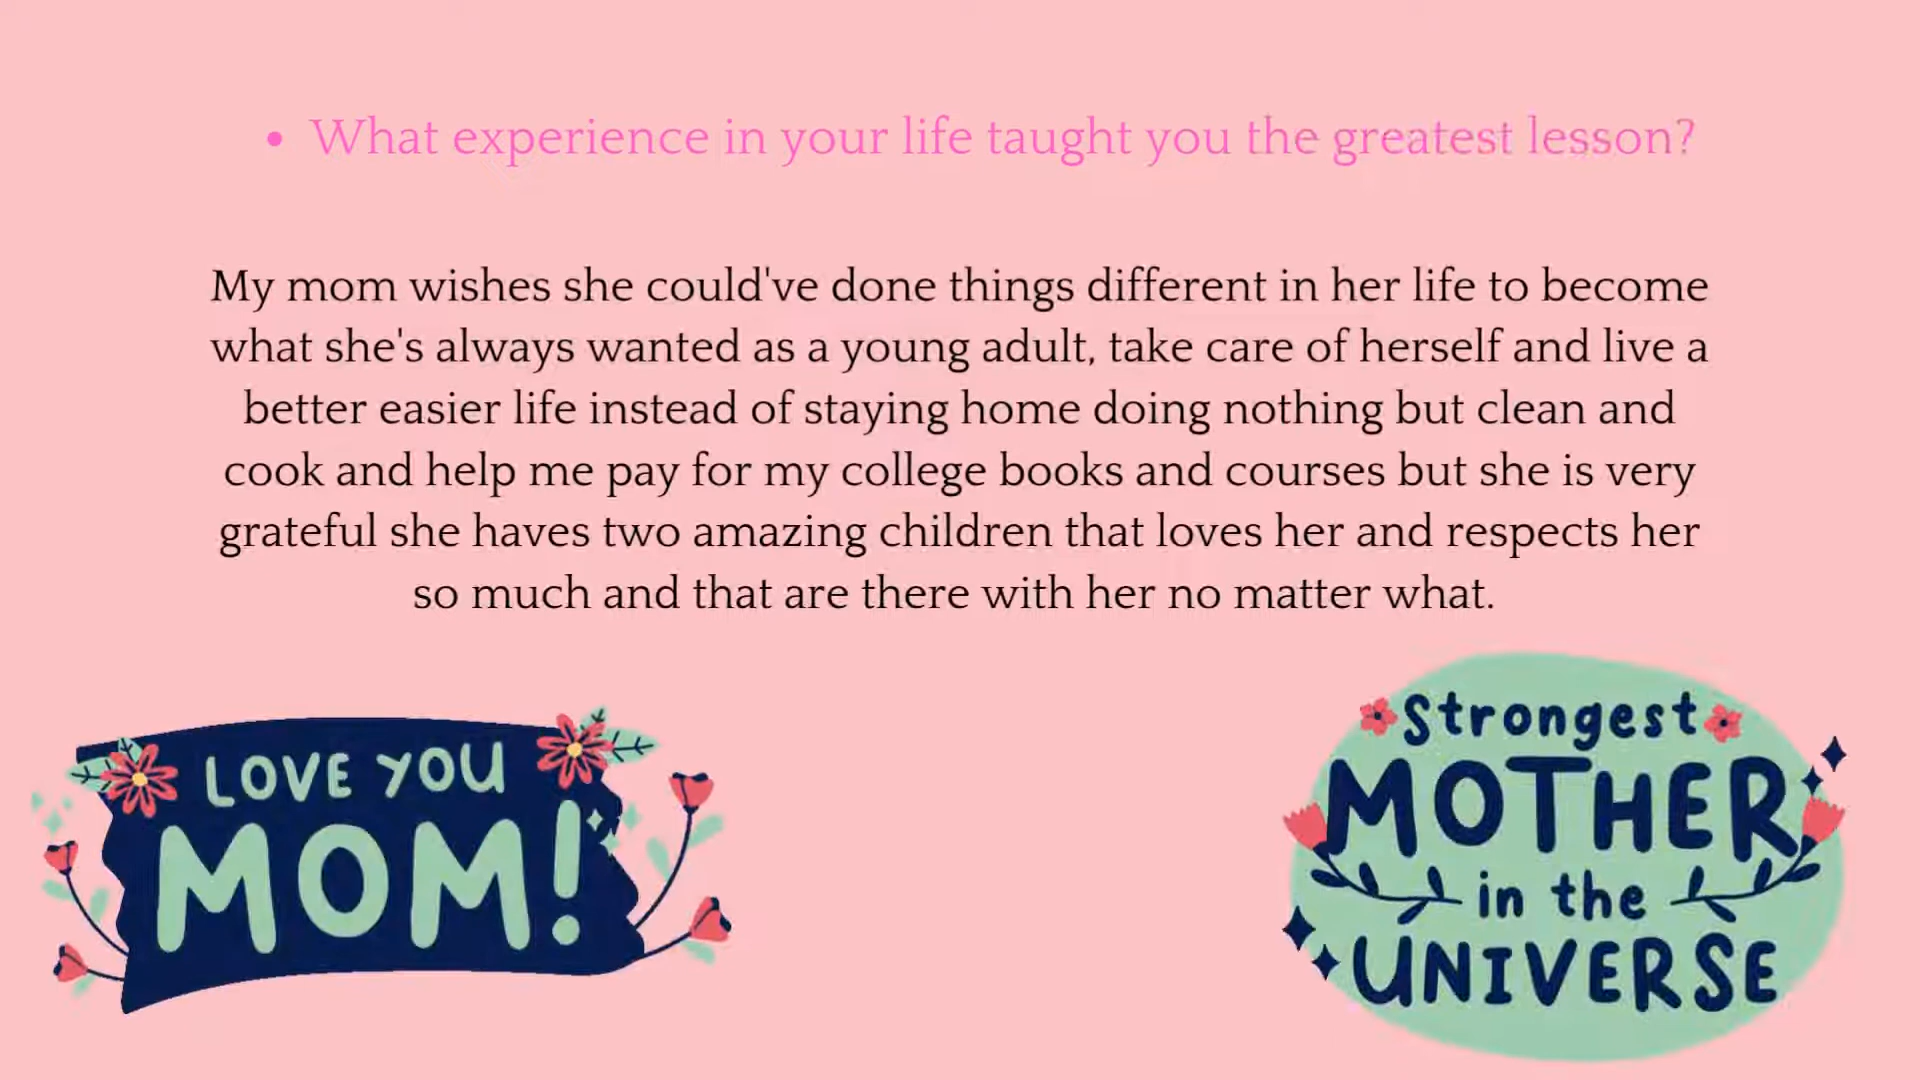 • What experience in your life taught you the greatest lesson?
My mom wishes she could've done things different in her life to become
what she's always wanted as a young adult, take care of herself and live a
better easier life instead of staying home doing nothing but clean and
cook and help me pay for my college books and courses but she is very
grateful she haves two amazing children that loves her and respects her
so much and that are there with her no matter what.
LOVE YOU
MOM!
Strongest
MOTHER
in the
UNIVERSE